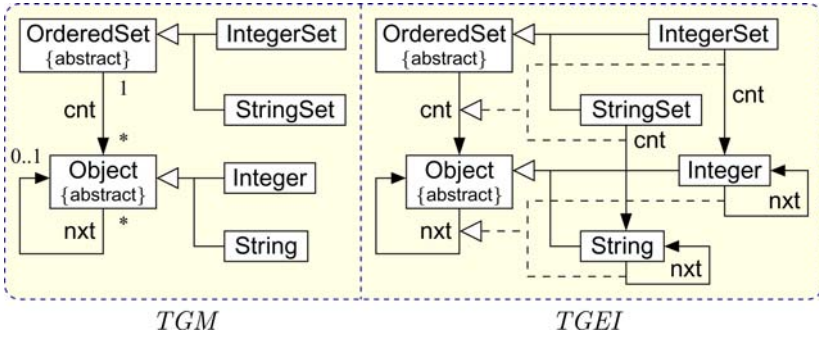 OrderedSet
{abstract}
IntegerSet
1
cnt
StringSet
*
0..1
Object
{abstract}
Integer
nxt
*
String
TGM
OrderedSet
{abstract}
IntegerSet
cnt
StringSet
cnt
cnt
Object
{abstract}
Integer
nxt
nxt
String
nxt
TGEI